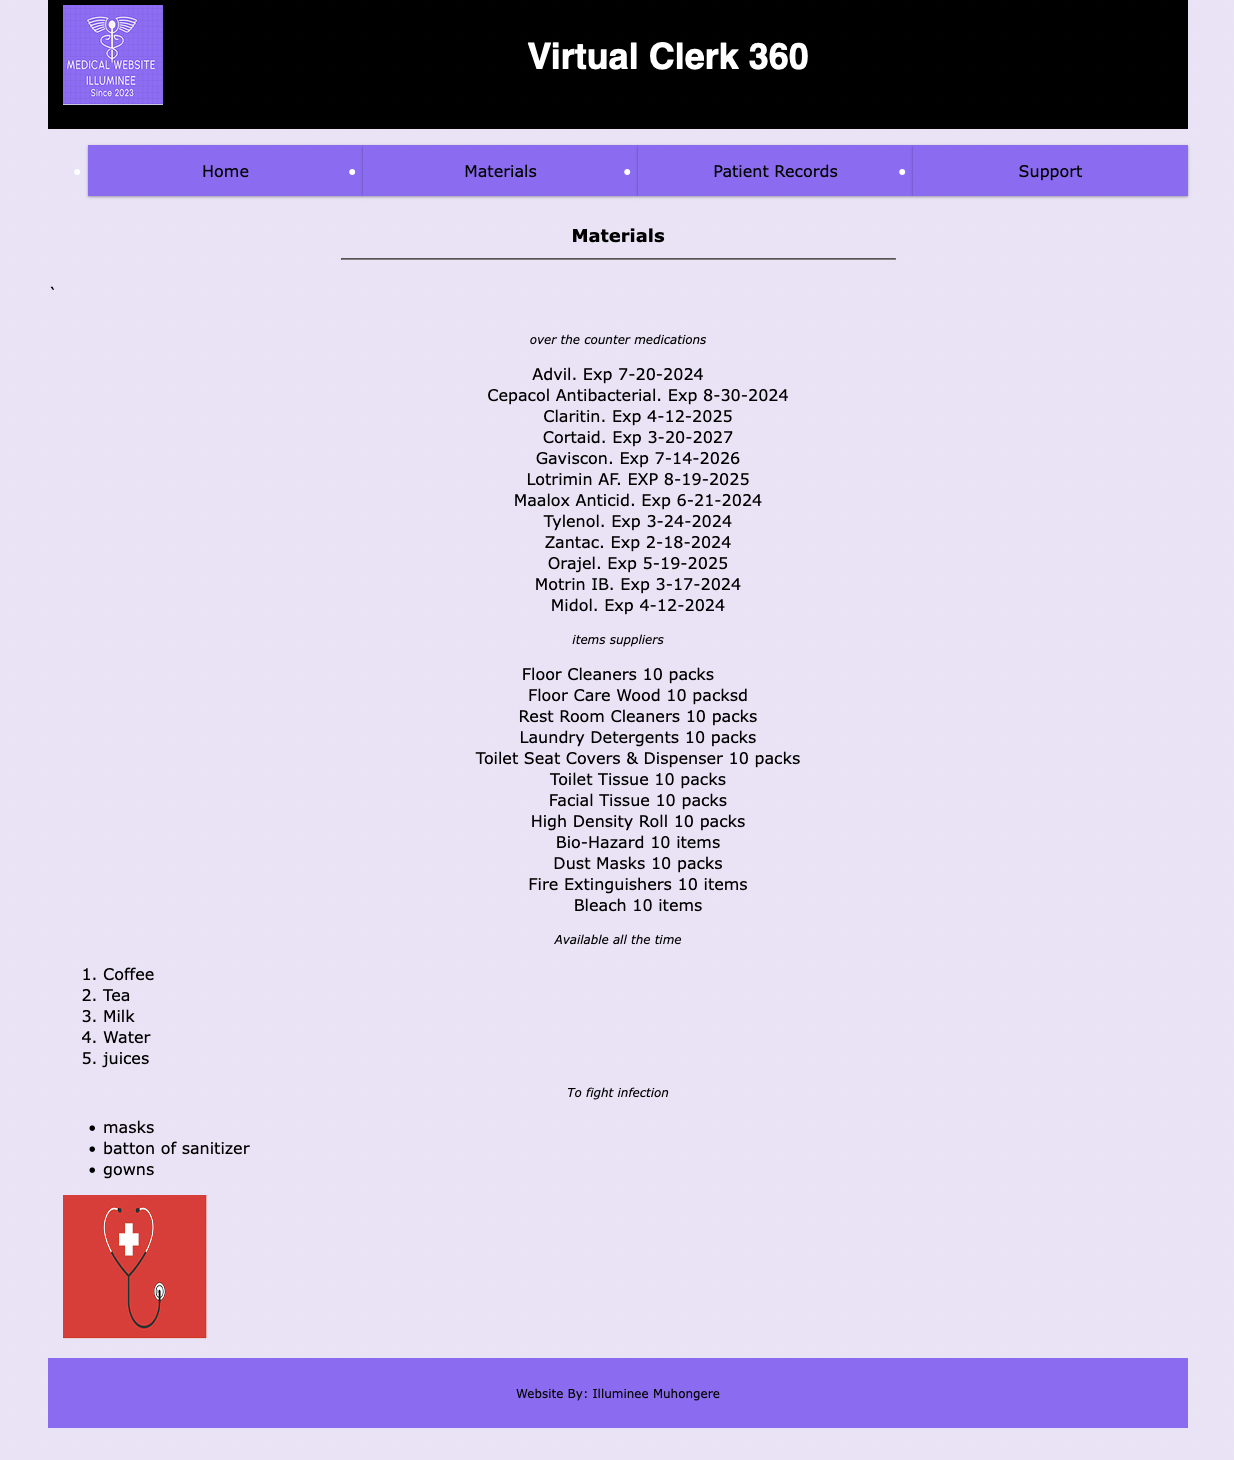 MEDICAL WEBSITE
ILLUMINEE
Since 2023
Virtual Clerk 360
Home
Materials
Patient Records
Support
Materials
`
over the counter medications
Advil. Exp 7-20-2024
Cepacol Antibacterial. Exp 8-30-2024
Claritin. Exp 4-12-2025
Cortaid. Exp 3-20-2027
Gaviscon. Exp 7-14-2026
Lotrimin AF. EXP 8-19-2025
Maalox Anticid. Exp 6-21-2024
Tylenol. Exp 3-24-2024
Zantac. Exp 2-18-2024
Orajel. Exp 5-19-2025
Motrin IB. Exp 3-17-2024
Midol. Exp 4-12-2024
items suppliers
Floor Cleaners 10 packs
Floor Care Wood 10 packsd
Rest Room Cleaners 10 packs
Laundry Detergents 10 packs
Toilet Seat Covers & Dispenser 10 packs
Toilet Tissue 10 packs
Facial Tissue 10 packs
High Density Roll 10 packs
Bio-Hazard 10 items
Dust Masks 10 packs
Fire Extinguishers 10 items
Bleach 10 items
Available all the time
1. Coffee
2. Tea
3. Milk
4. Water
5. juices
To fight infection
• masks
• batton of sanitizer
• gowns
Website By: Illuminee Muhongere